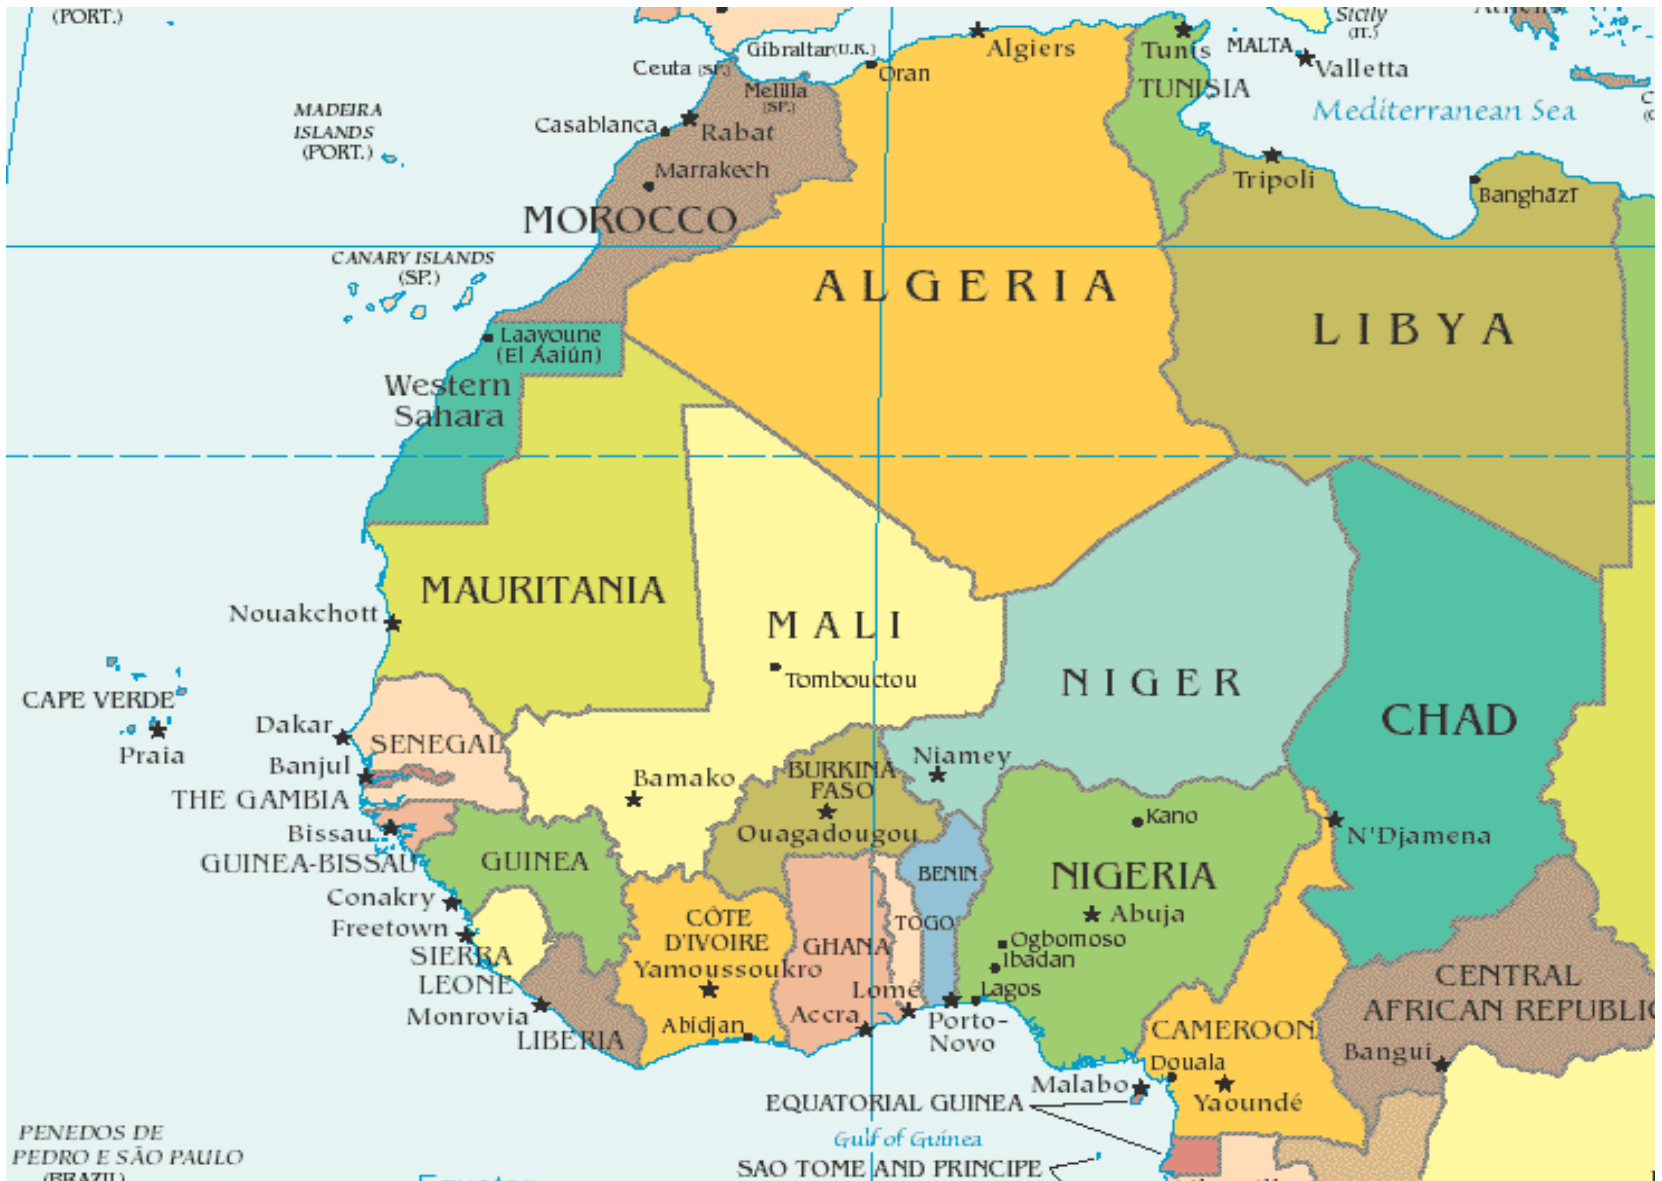 (PORT.)
Sicily
(IT.)
Gibraltar(U.K.)
Algiers
Tunis
MALTA
Ceuta (SP.)
Oran
Valletta
Melilla
(SP.)
TUNISIA
MADEIRA
ISLANDS
(PORT.)
Casablanca
Rabat
Mediterranean Sea
Marrakech
Tripoli
Banghāzī
MOROCCO
CANARY ISLANDS
(SP.)
ALGERIA
LIBYA
Laayoune
(El Aaiún)
Western
Sahara
MAURITANIA
Nouakchott
MALI
Tombouctou
NIGER
CAPE VERDE
Praia
Dakar
SENEGAL
CHAD
Banjul
THE GAMBIA
Bamako
BURKINA
FASO
Niamey
Ouagadougou
Kano
N'Djamena
Bissau
GUINEA-BISSAU
GUINEA
BENIN
NIGERIA
Conakry
Freetown
CÔTE
D'IVOIRE
TOGO
Abuja
SIERRA
LEONE
Yamoussoukro
GHANA
Ogbomoso
Ibadan
CENTRAL
AFRICAN REPUBLIC
Monrovia
LIBERIA
Abidjan
Accra
Lomé
Porto-
Novo
Lagos
CAMEROON
Bangui
Douala
Malabo
Yaoundé
EQUATORIAL GUINEA
Gulf of Guinea
SAO TOME AND PRINCIPE
PENEDOS DE
PEDRO E SÃO PAULO
(BRAZIL)
Equator